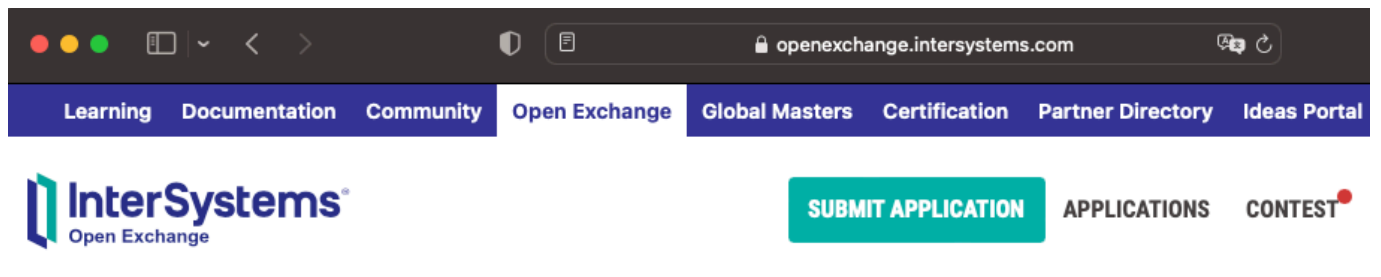 openexchange.intersystems.com
Learning Documentation Community Open Exchange Global Masters Certification Partner Directory Ideas Portal
InterSystems®
Open Exchange
SUBMIT APPLICATION APPLICATIONS CONTEST